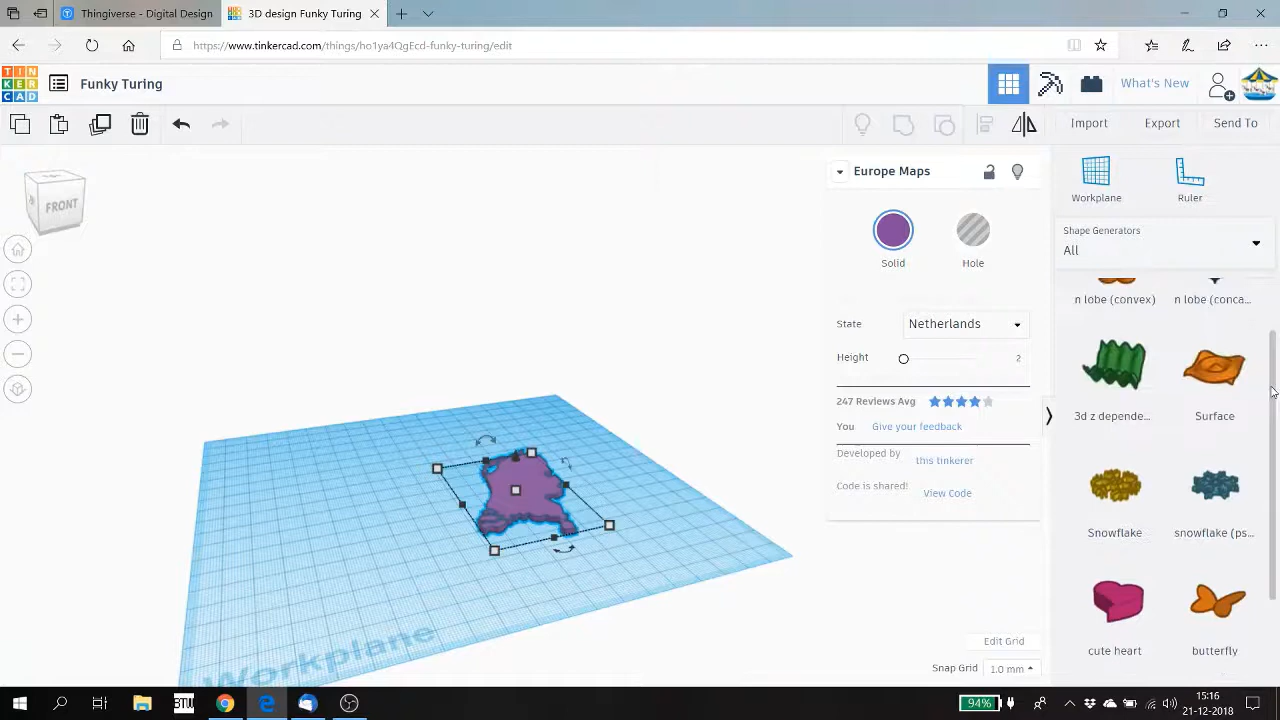 Thingiverse - Digital Design
3D design Funky Turing
https://www.tinkercad.com/things/ho1ya4QgEcd-funky-turing/edit
TIN
KER
CAD
Funky Turing
What's New
Import
Export
Send To
FRONT
Europe Maps
Workplane
Ruler
Solid
Hole
Shape Generators
All
State
Netherlands
Height
2
247 Reviews Avg
You
Give your feedback
Developed by
this tinkerer
Code is shared!
View Code
n lobe (convex)
n lobe (conca...
3d z depende...
Surface
Snowflake
snowflake (ps...
cute heart
butterfly
Edit Grid
Snap Grid
1.0 mm
BTW
94%
15:16
21-12-2018